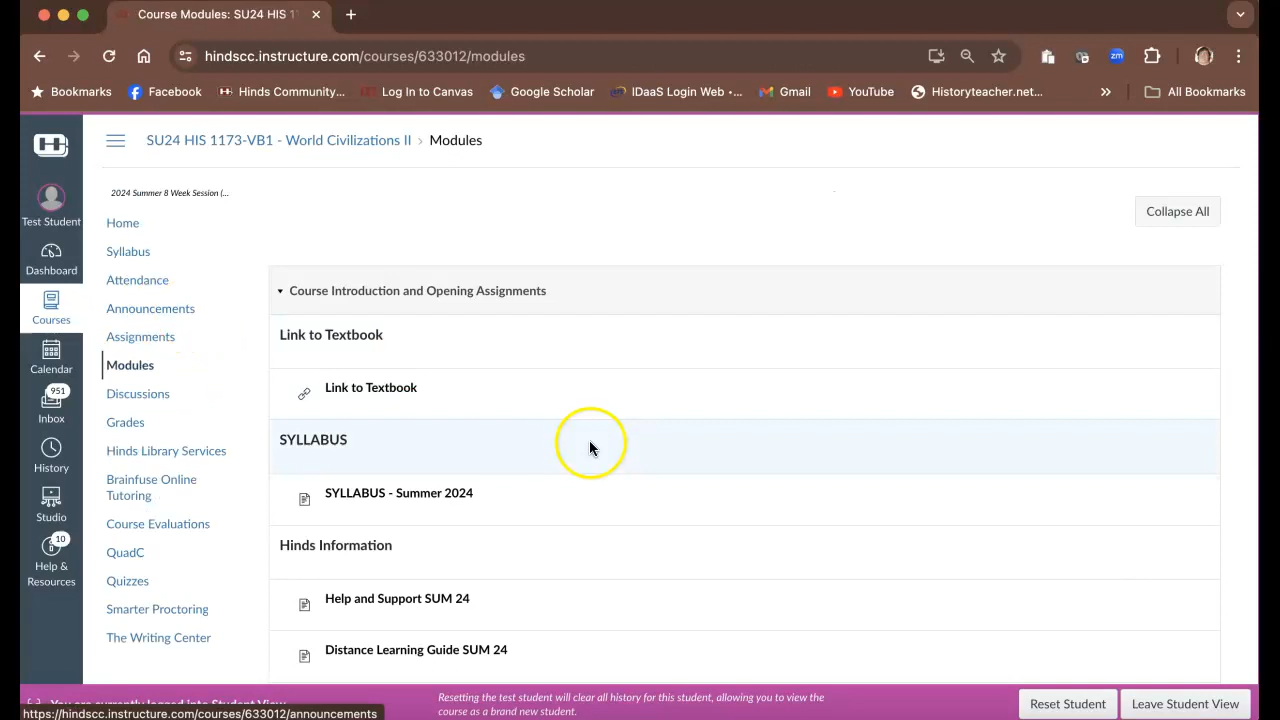 Course Modules: SU24 HIS 1
hindscc.instructure.com/courses/633012/modules
Bookmarks
Facebook
Hinds Community...
Log In to Canvas
Google Scholar
IDaaS Login Web •...
Gmail
YouTube
Historyteacher.net...
»
All Bookmarks
SU24 HIS 1173-VB1 - World Civilizations II › Modules
2024 Summer 8 Week Session (...
Test Student
Dashboard
Courses
Calendar
951
Inbox
History
Studio
10
Help &
Resources
Home
Syllabus
Attendance
Announcements
Assignments
Modules
Discussions
Grades
Hinds Library Services
Brainfuse Online
Tutoring
Course Evaluations
QuadC
Quizzes
Smarter Proctoring
The Writing Center
Collapse All
Course Introduction and Opening Assignments
Link to Textbook
Link to Textbook
SYLLABUS
SYLLABUS - Summer 2024
Hinds Information
Help and Support SUM 24
Distance Learning Guide SUM 24
You are currently logged into Student View
https://hindscc.instructure.com/courses/633012/announcements
Resetting the test student will clear all history for this student, allowing you to view the
course as a brand new student.
Reset Student
Leave Student View